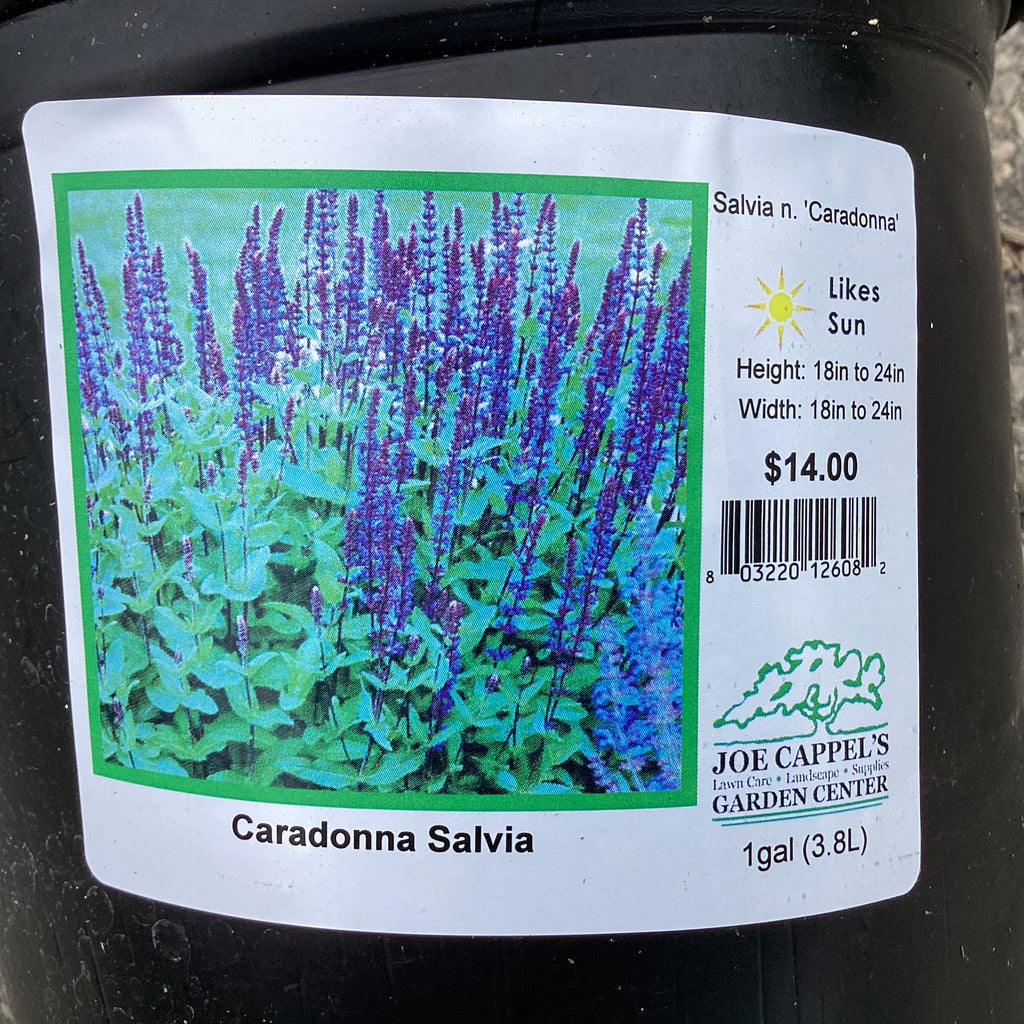 Salvia n. 'Caradonna'
Likes
Sun
Height: 18in to 24in
Width: 18in to 24in
$14.00
8 03220 12608 2
JOE CAPPEL'S
Lawn Care • Landscape • Supplies
GARDEN CENTER
1gal (3.8L)
Caradonna Salvia